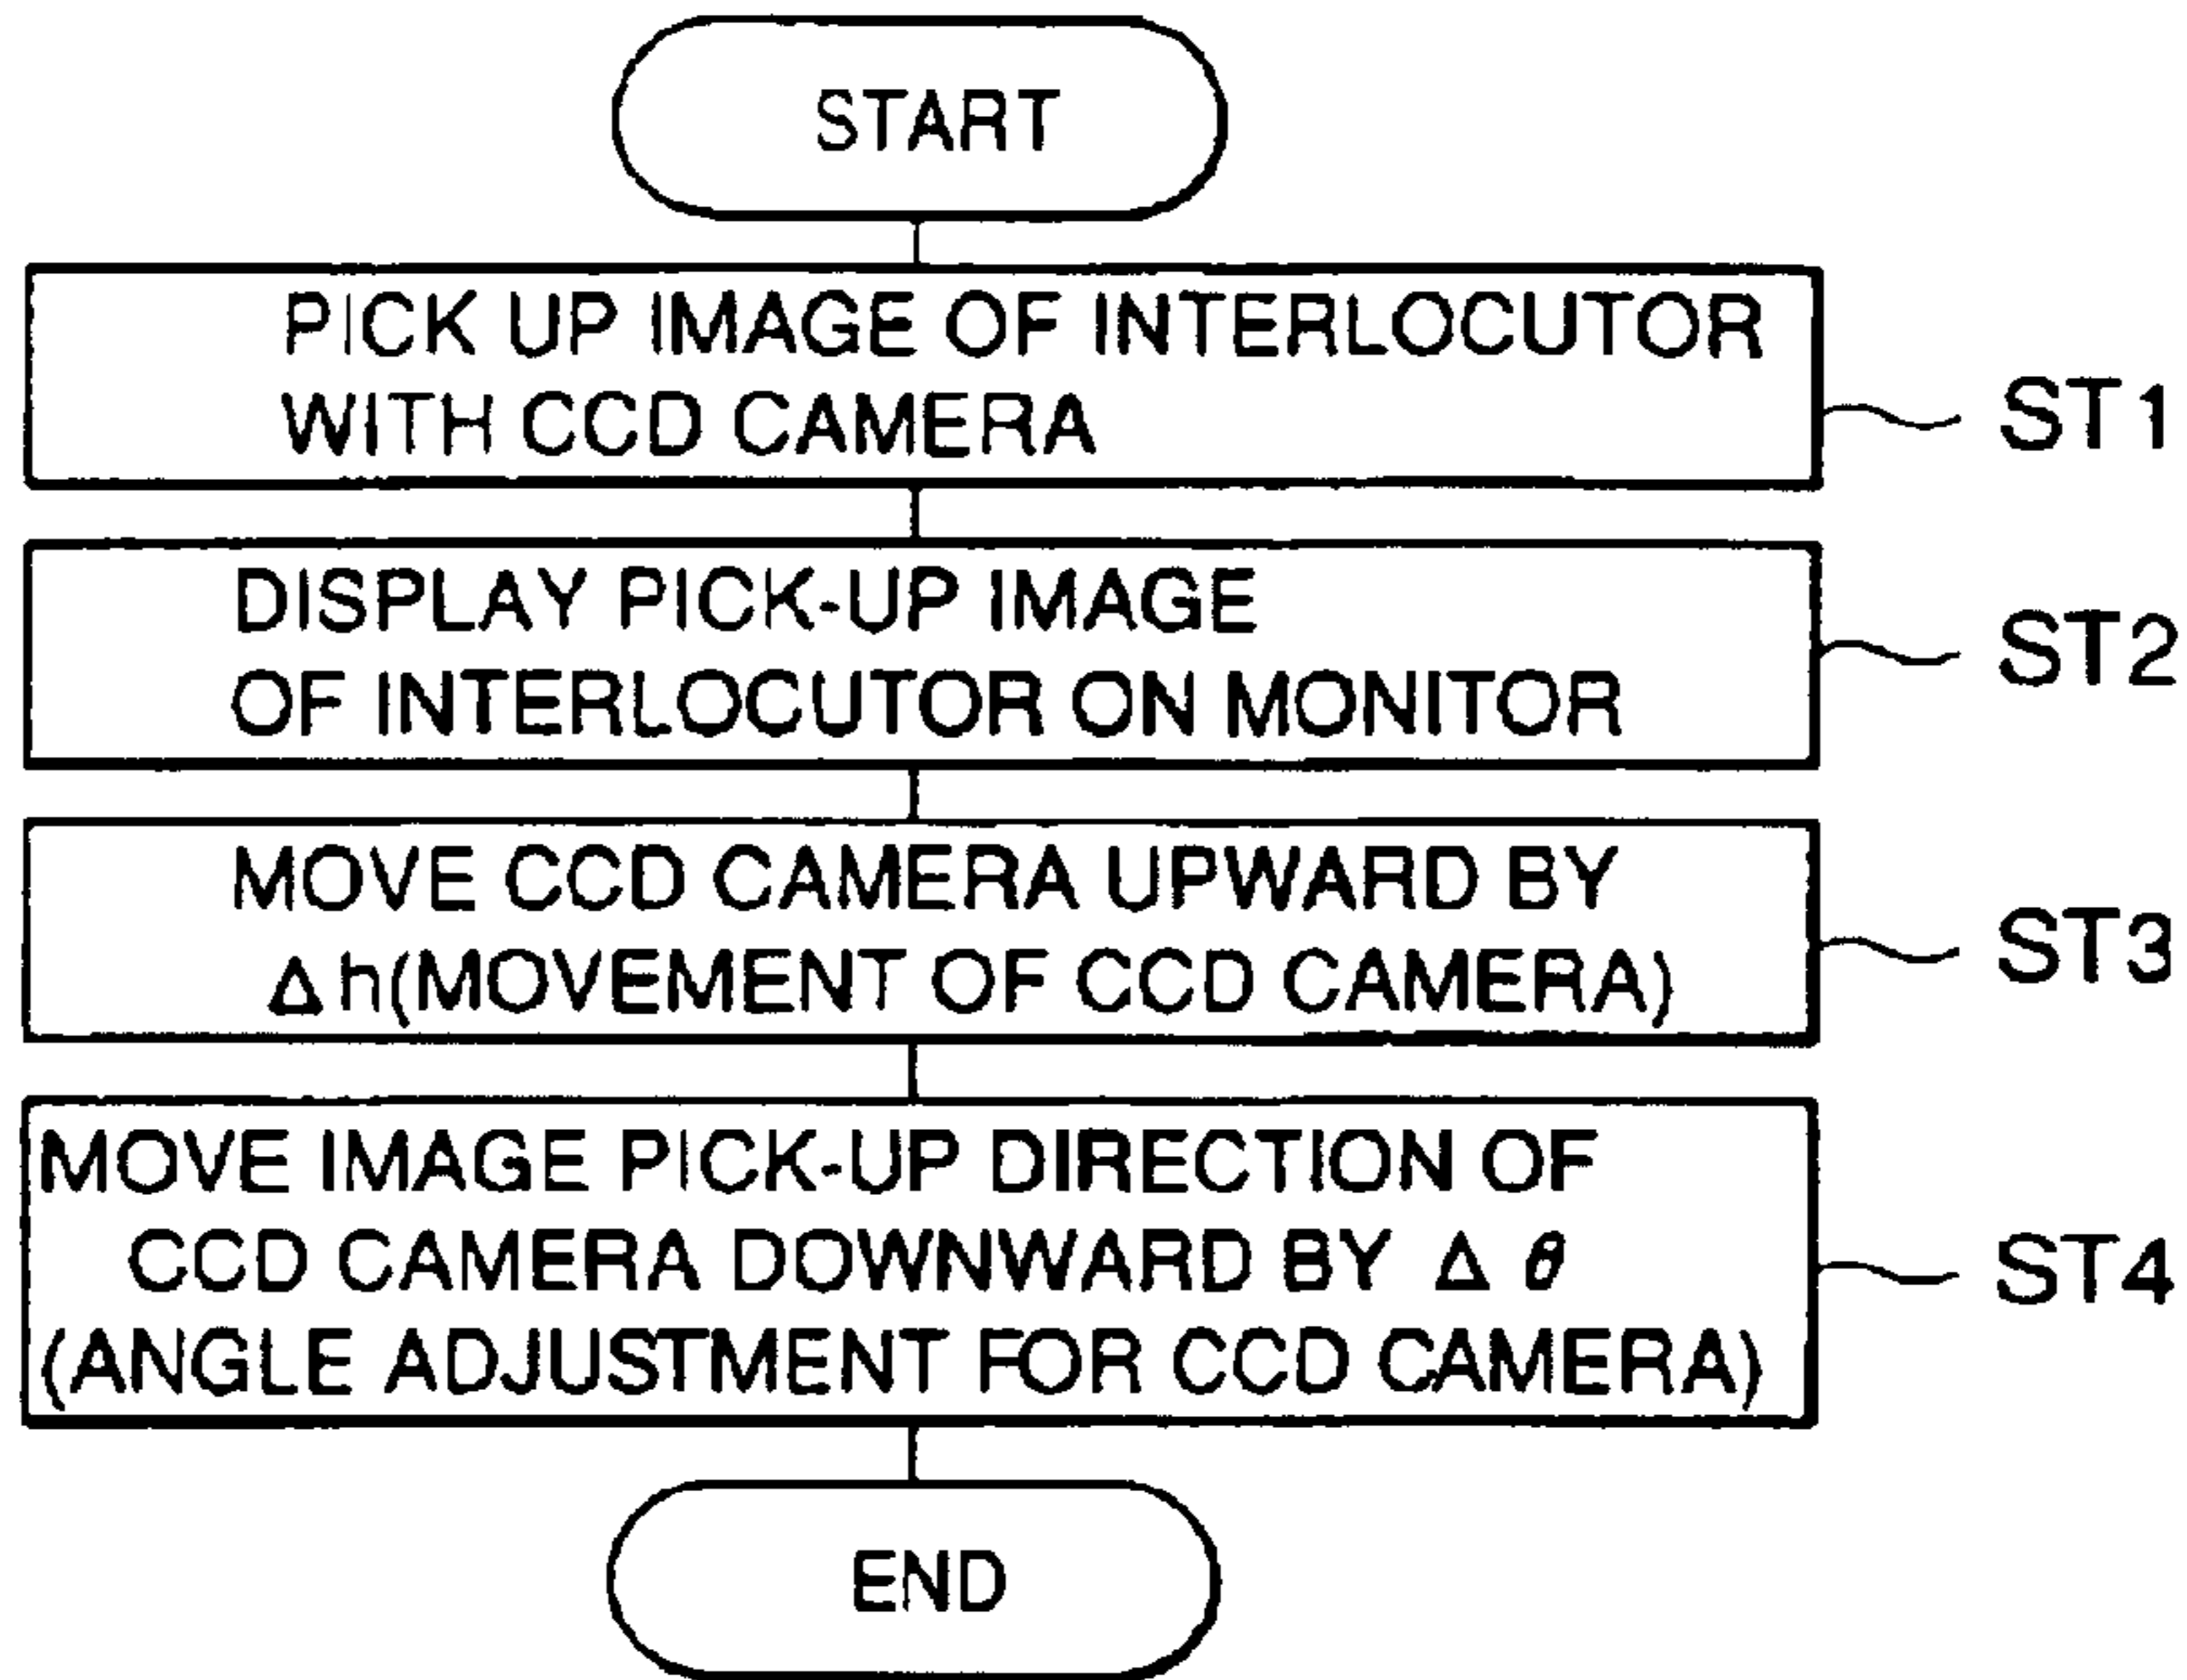 START
PICK UP IMAGE OF INTERLOCUTOR
WITH CCD CAMERA
ST1
DISPLAY PICK-UP IMAGE
OF INTERLOCUTOR ON MONITOR
ST2
MOVE CCD CAMERA UPWARD BY
Δh(MOVEMENT OF CCD CAMERA)
ST3
MOVE IMAGE PICK-UP DIRECTION OF
CCD CAMERA DOWNWARD BY Δ θ
(ANGLE ADJUSTMENT FOR CCD CAMERA)
ST4
END